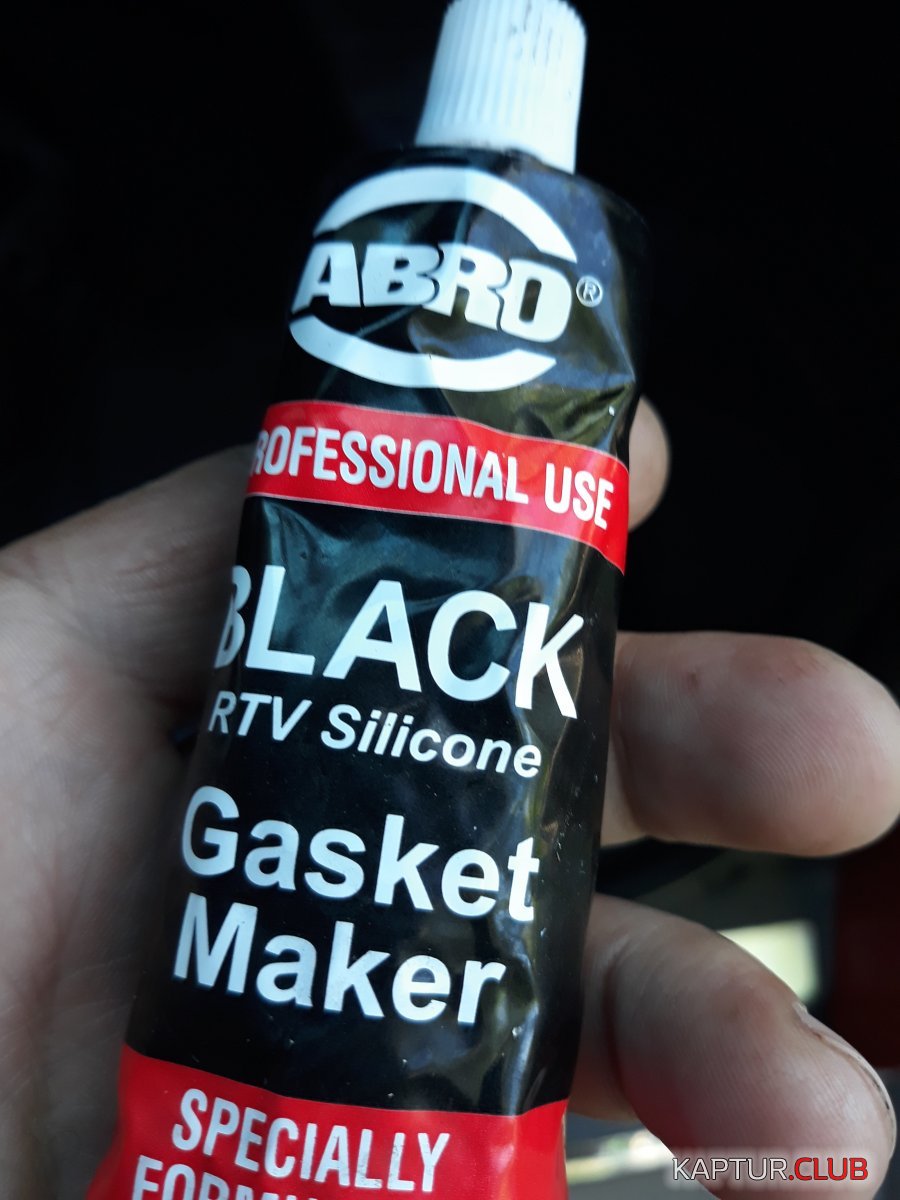 ABRO®
PROFESSIONAL USE
BLACK
RTV Silicone
Gasket
Maker
SPECIALLY
KAPTUR.CLUB